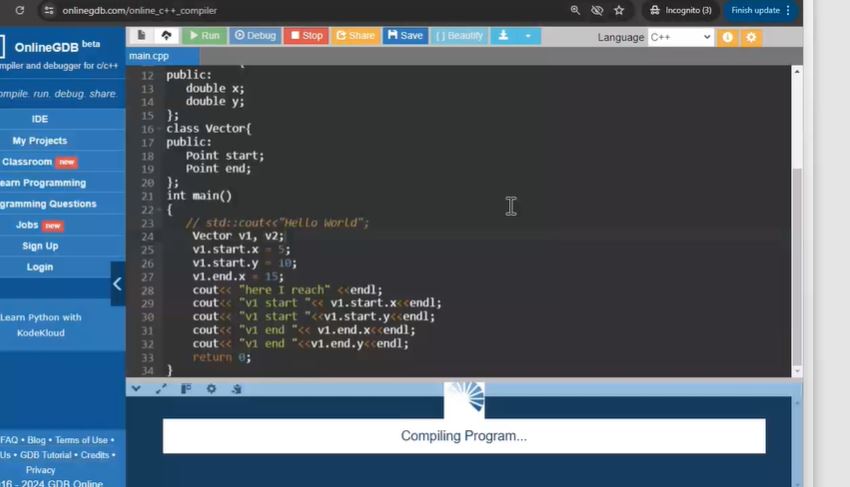 onlinegdb.com/online_c++_compiler
Incognito (3)
Finish update
OnlineGDB beta
mpiler and debugger for c/c++
ompile. run. debug. share.
IDE
My Projects
Classroom new
earn Programming
gramming Questions
Jobs new
Sign Up
Login
Learn Python with
KodeKloud
FAQ • Blog • Terms of Use •
Us • GDB Tutorial • Credits •
Privacy
16 - 2024 GDB Online
Run
Debug
Stop
Share
Save
{ } Beautify
Language C++
main.cpp
12 public:
13 double x;
14 double y;
15 };
16 class Vector{
17 public:
18 Point start;
19 Point end;
20 };
21 int main()
22 {
23 // std::cout<<"Hello World";
24 Vector v1, v2;
25 v1.start.x = 5;
26 v1.start.y = 10;
27 v1.end.x = 15;
28 cout<< "here I reach" <<endl;
29 cout<< "v1 start "<< v1.start.x<<endl;
30 cout<< "v1 start "<<v1.start.y<<endl;
31 cout<< "v1 end "<< v1.end.x<<endl;
32 cout<< "v1 end "<<v1.end.y<<endl;
33 return 0;
34 }
Compiling Program...